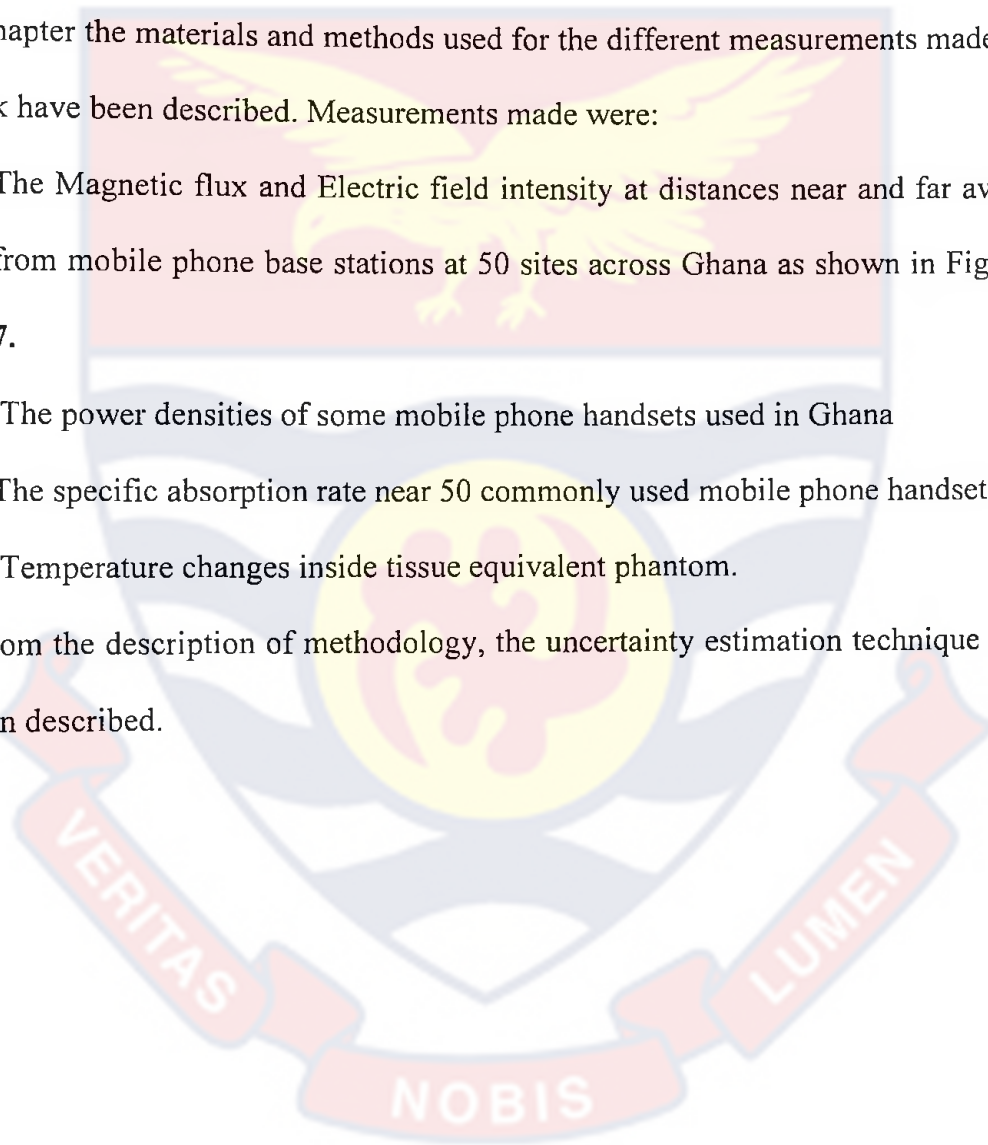 hapter the materials and methods used for the different measurements made
k have been described. Measurements made were:
The Magnetic flux and Electric field intensity at distances near and far av
from mobile phone base stations at 50 sites across Ghana as shown in Fig
7.
The power densities of some mobile phone handsets used in Ghana
The specific absorption rate near 50 commonly used mobile phone handset
Temperature changes inside tissue equivalent phantom.
om the description of methodology, the uncertainty estimation technique
n described.
VERITAS
NOBIS
LUMEN